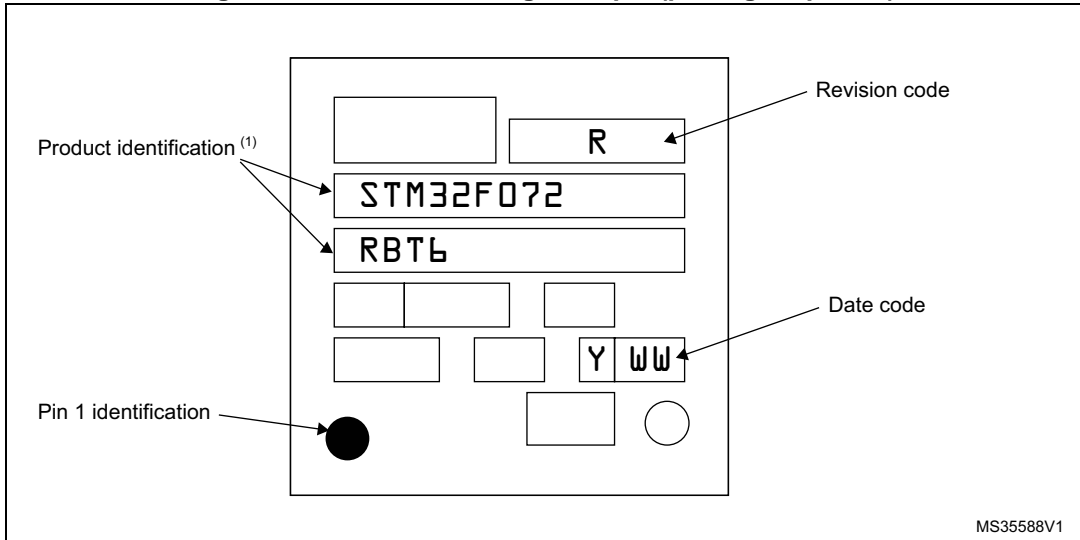 Revision code
R
Product identification (1)
STM32F072
RBT6
Date code
Y WW
Pin 1 identification
MS35588V1